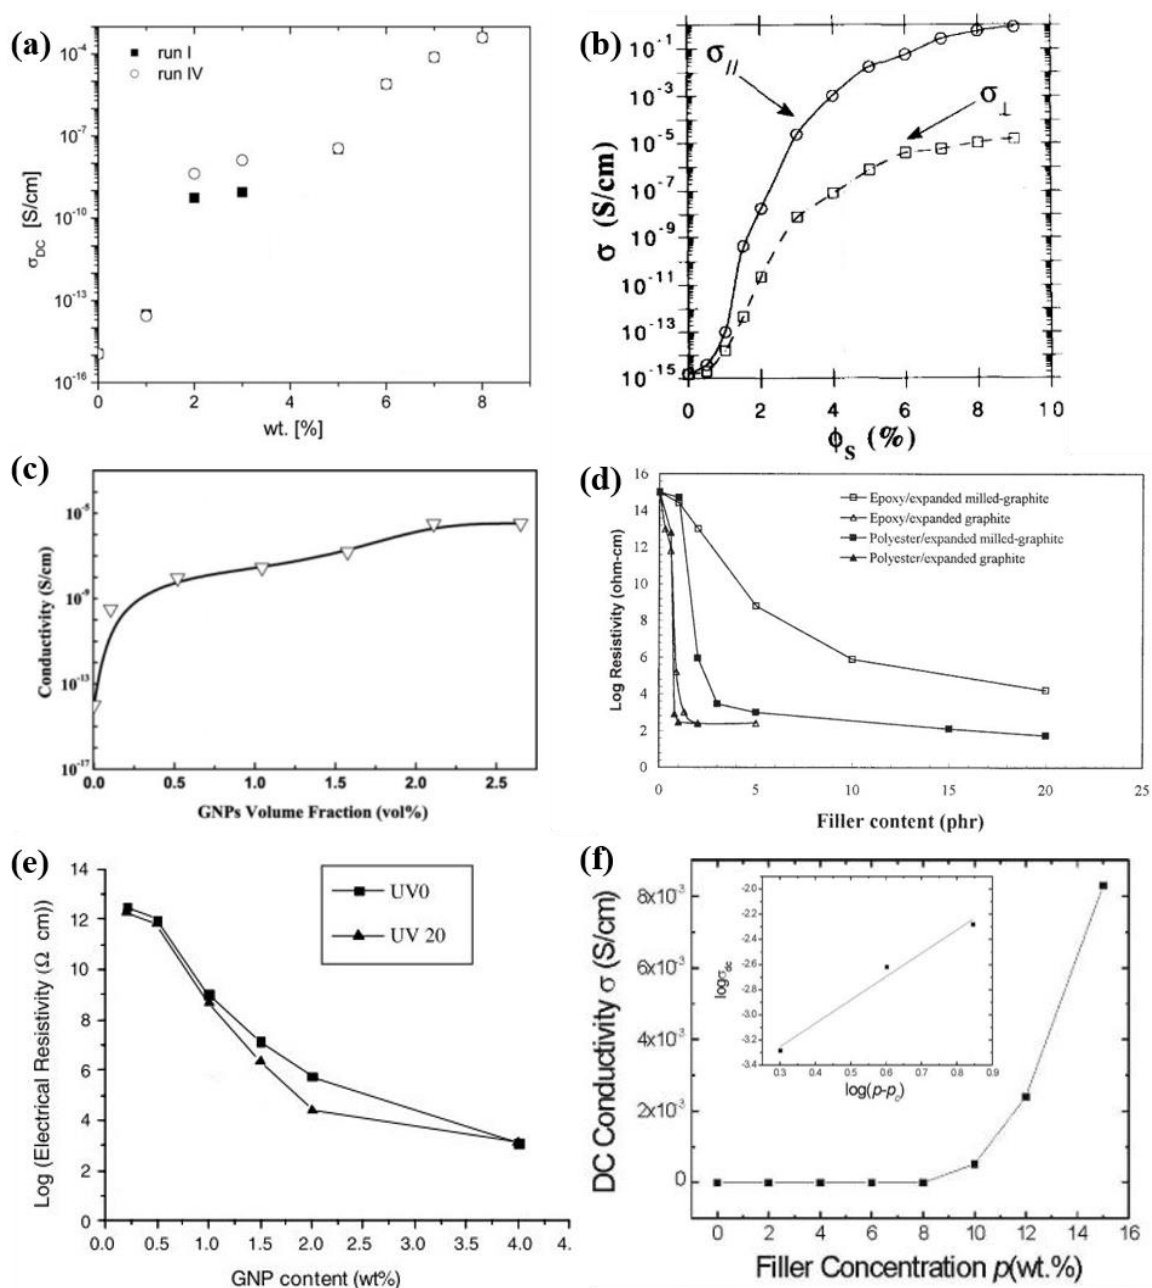 (a)
10⁻⁴
10⁻⁷
10⁻¹⁰
10⁻¹³
10⁻¹⁶
σDC [S/cm]
run I
run IV
0 2 4 6 8
wt. [%]
(b)
10⁻¹
10⁻³
10⁻⁵
10⁻⁷
10⁻⁹
10⁻¹¹
10⁻¹³
10⁻¹⁵
σ (S/cm)
σ//
σ⊥
0 2 4 6 8 10
ϕs (%)
(c)
10⁻⁵
10⁻⁹
10⁻¹³
10⁻¹⁷
Conductivity (S/cm)
0.0 0.5 1.0 1.5 2.0 2.5
GNPs Volume Fraction (vol%)
(d)
16
14
12
10
8
6
4
2
0
Log Resistivity (ohm-cm)
Epoxy/expanded milled-graphite
Epoxy/expanded graphite
Polyester/expanded milled-graphite
Polyester/expanded graphite
0 5 10 15 20 25
Filler content (phr)
(e)
14
12
10
8
6
4
2
0
Log (Electrical Resistivity (Ω cm))
UV0
UV 20
0.0 0.5 1.0 1.5 2.0 2.5 3.0 3.5 4.0 4.
GNP content (wt%)
(f)
8x10⁻³
6x10⁻³
4x10⁻³
2x10⁻³
0
DC Conductivity σ (S/cm)
-2.0
-2.2
-2.4
-2.6
-2.8
-3.0
-3.2
-3.4
logσdc
0.3 0.4 0.5 0.6 0.7 0.8 0.9
log(p-pc)
0 2 4 6 8 10 12 15 16
Filler Concentration p(wt.%)